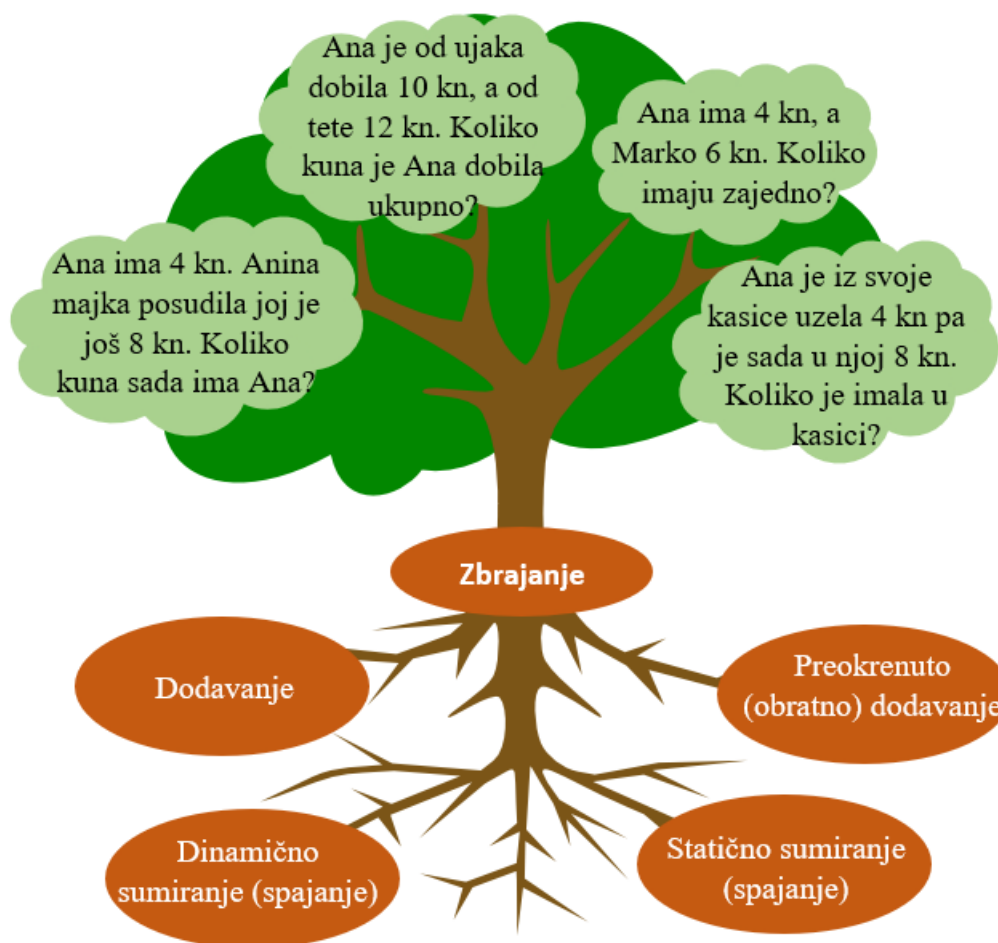 Ana je od ujaka
dobila 10 kn, a od
tete 12 kn. Koliko
kuna je Ana dobila
ukupno?
Ana ima 4 kn, a
Marko 6 kn. Koliko
imaju zajedno?
Ana ima 4 kn. Anina
majka posudila joj je
još 8 kn. Koliko
kuna sada ima Ana?
Ana je iz svoje
kasice uzela 4 kn pa
je sada u njoj 8 kn.
Koliko je imala u
kasici?
Zbrajanje
Dodavanje
Preokrenuto
(obratno) dodavanje
Dinamično
sumiranje (spajanje)
Statično sumiranje
(spajanje)